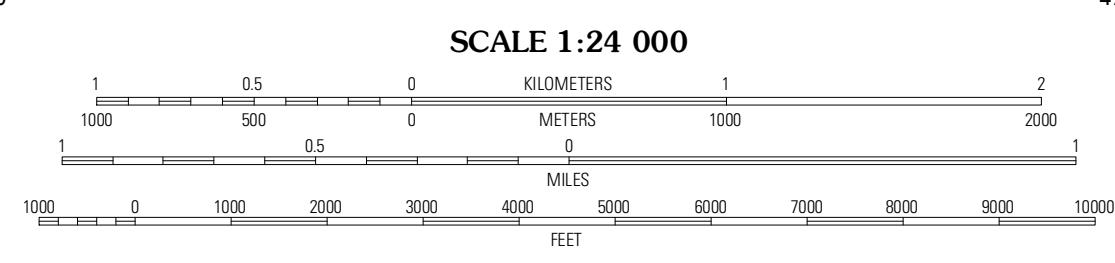 SCALE 1:24 000
1 0.5 0 KILOMETERS 1 2
1000 500 0 METERS 1000 2000
1 0.5 0 1
MILES
1000 0 1000 2000 3000 4000 5000 6000 7000 8000 9000 10000
FEET